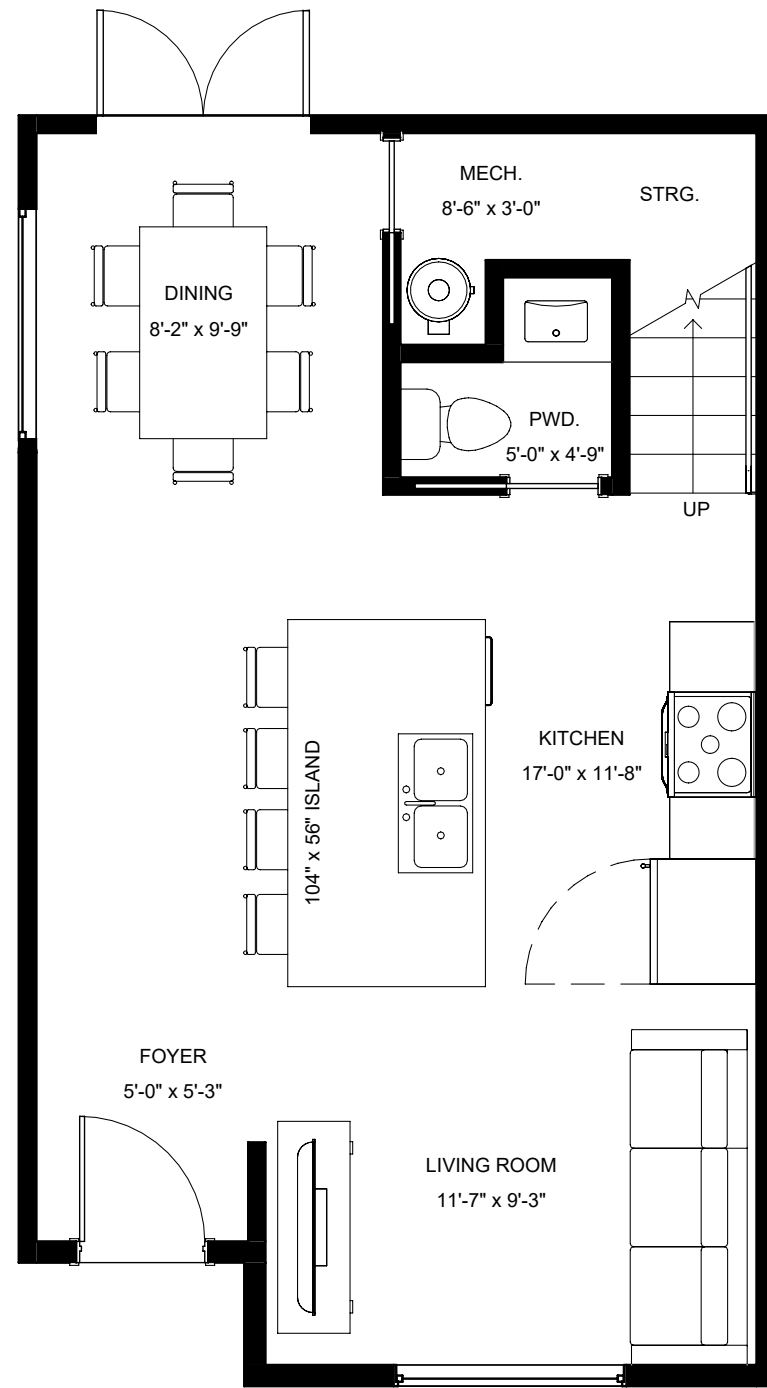 MECH.
8'-6" x 3'-0"
STRG.
DINING
8'-2" x 9'-9"
PWD.
5'-0" x 4'-9"
UP
KITCHEN
17'-0" x 11'-8"
104" x 56" ISLAND
FOYER
5'-0" x 5'-3"
LIVING ROOM
11'-7" x 9'-3"